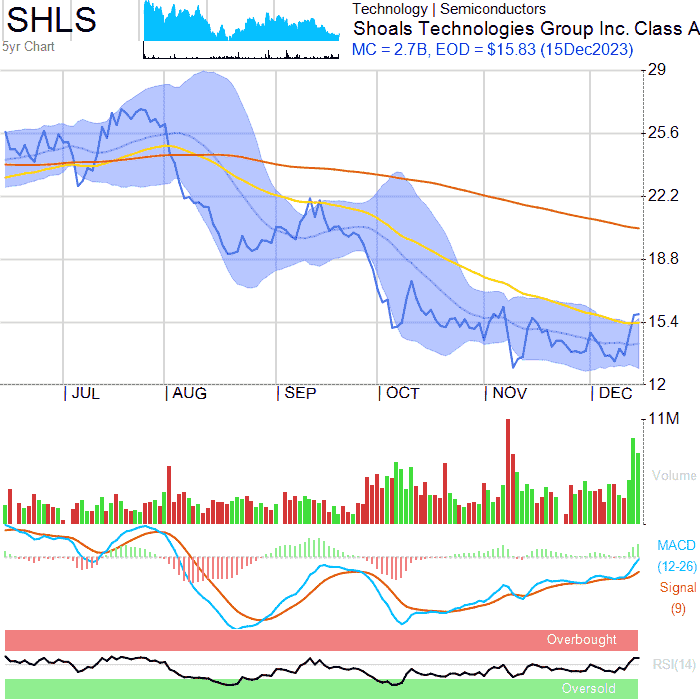 SHLS
5yr Chart
Technology | Semiconductors
Shoals Technologies Group Inc. Class A
MC = 2.7B, EOD = $15.83 (15Dec2023)
29
25.6
22.2
18.8
15.4
12
JUL AUG SEP OCT NOV DEC
11M
Volume
MACD
(12-26)
Signal
(9)
Overbought
RSI(14)
Oversold